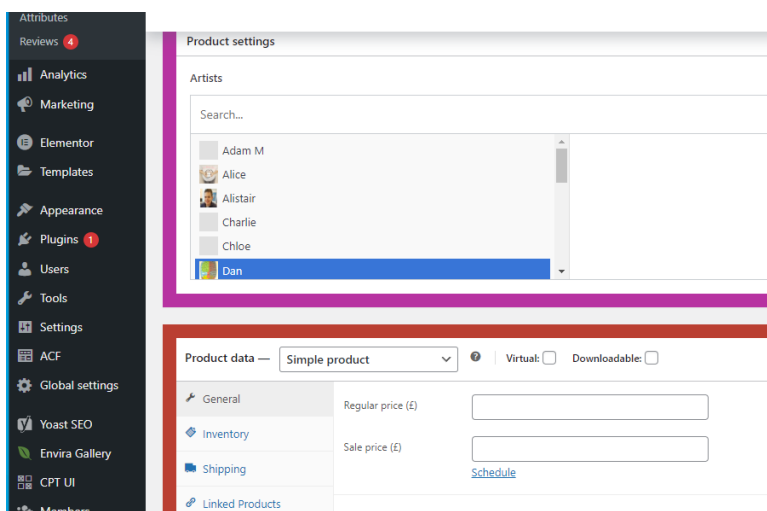 Attributes
Reviews 4
Analytics
Marketing
Elementor
Templates
Appearance
Plugins 1
Users
Tools
Settings
ACF
Global settings
Yoast SEO
Envira Gallery
CPT UI
Members
Product settings
Artists
Search...
Adam M
Alice
Alistair
Charlie
Chloe
Dan
Product data — Simple product Virtual: Downloadable:
General
Inventory
Shipping
Linked Products
Regular price (£)
Sale price (£)
Schedule